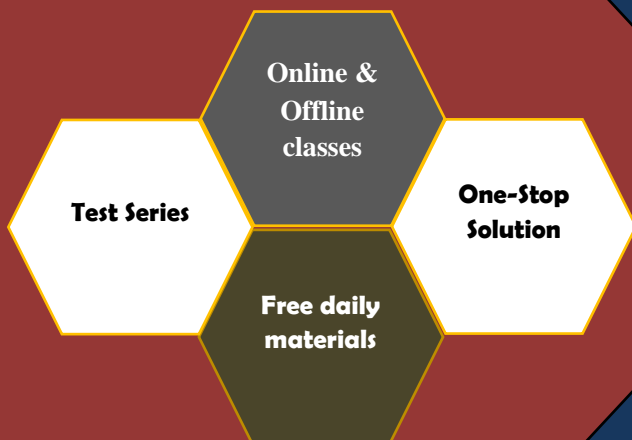 Online &
Offline
classes
Test Series
One-Stop
Solution
Free daily
materials